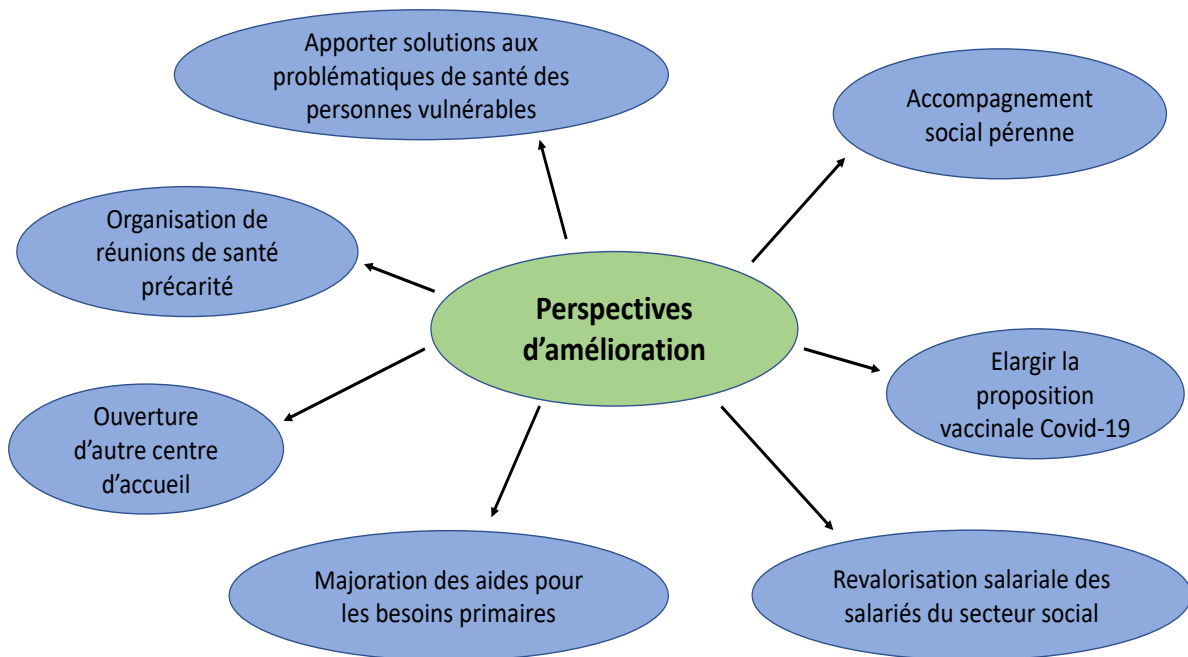 Apporter solutions aux
problématiques de santé des
personnes vulnérables
Accompagnement
social pérenne
Organisation de
réunions de santé
précarité
Perspectives
d’amélioration
Elargir la
proposition
vaccinale Covid-19
Ouverture
d’autre centre
d’accueil
Majoration des aides pour
les besoins primaires
Revalorisation salariale des
salariés du secteur social